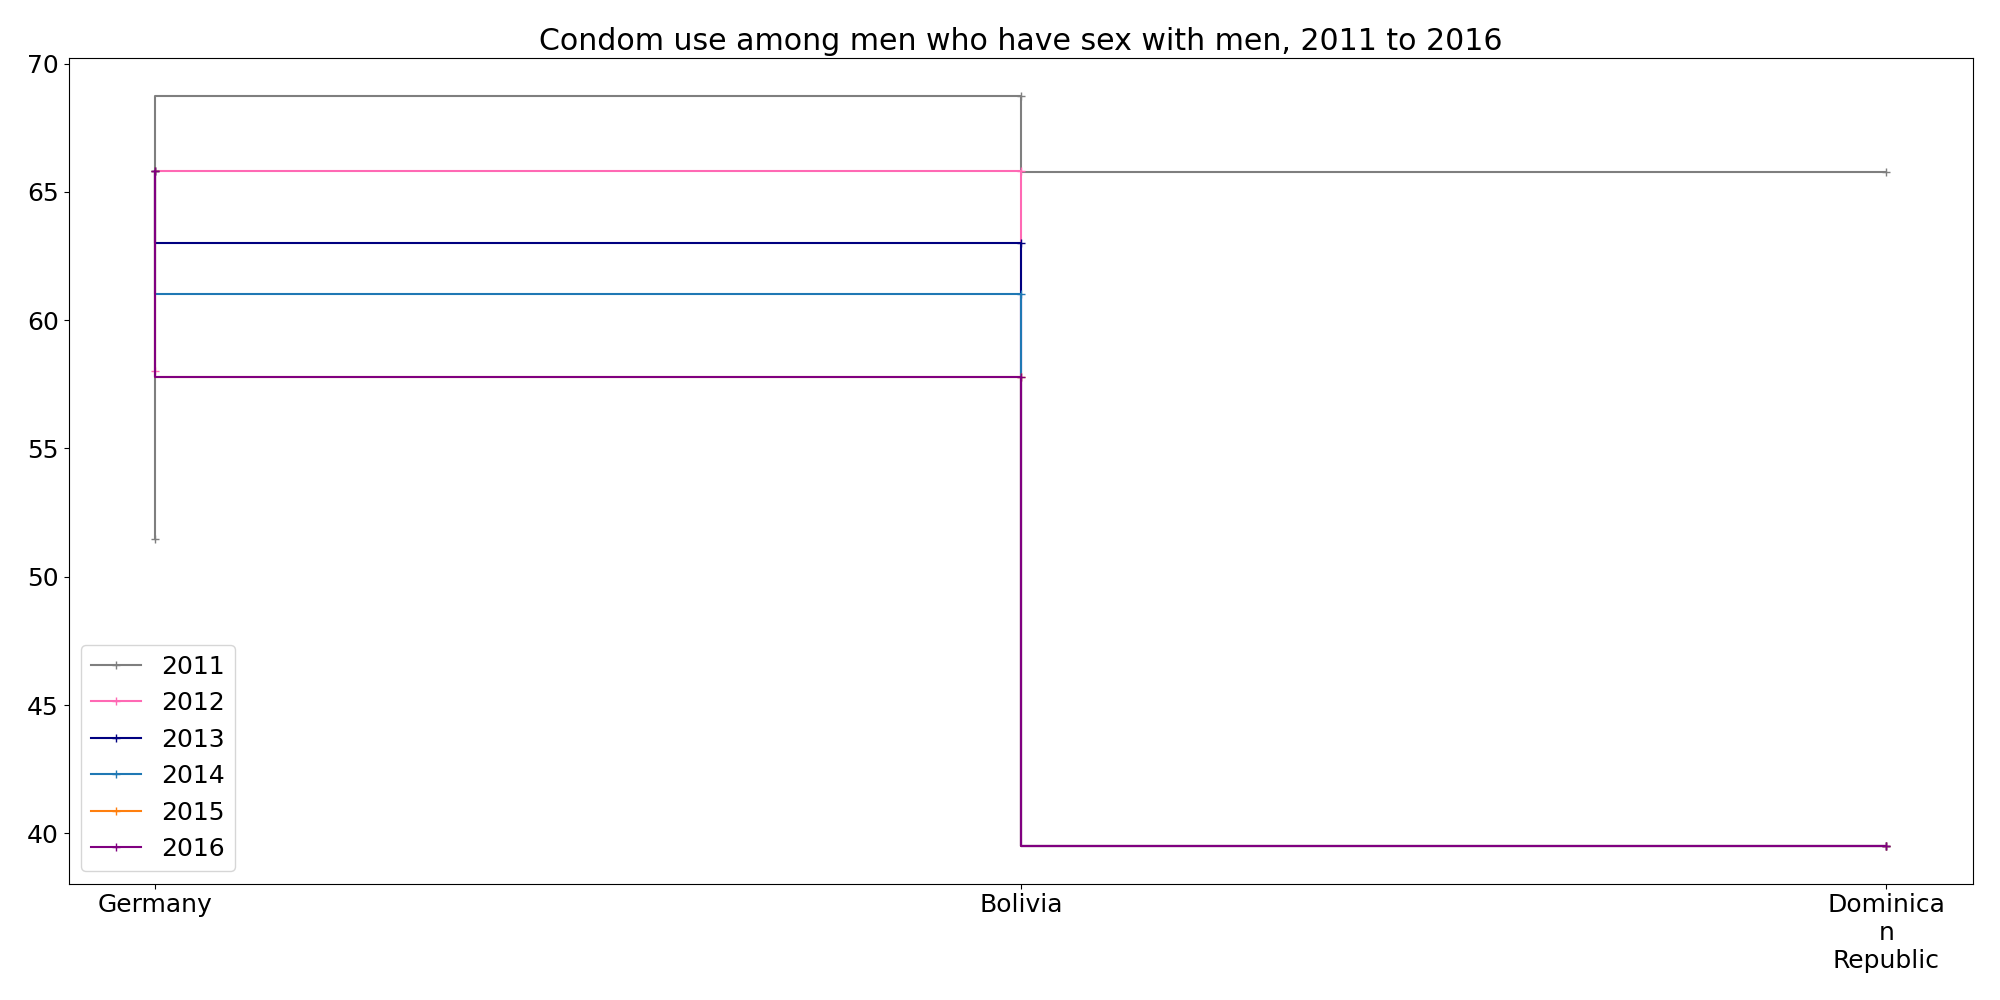 Condom use among men who have sex with men, 2011 to 2016
70
65
60
55
50
45
40
2011
2012
2013
2014
2015
2016
Germany
Bolivia
Dominica
n
Republic